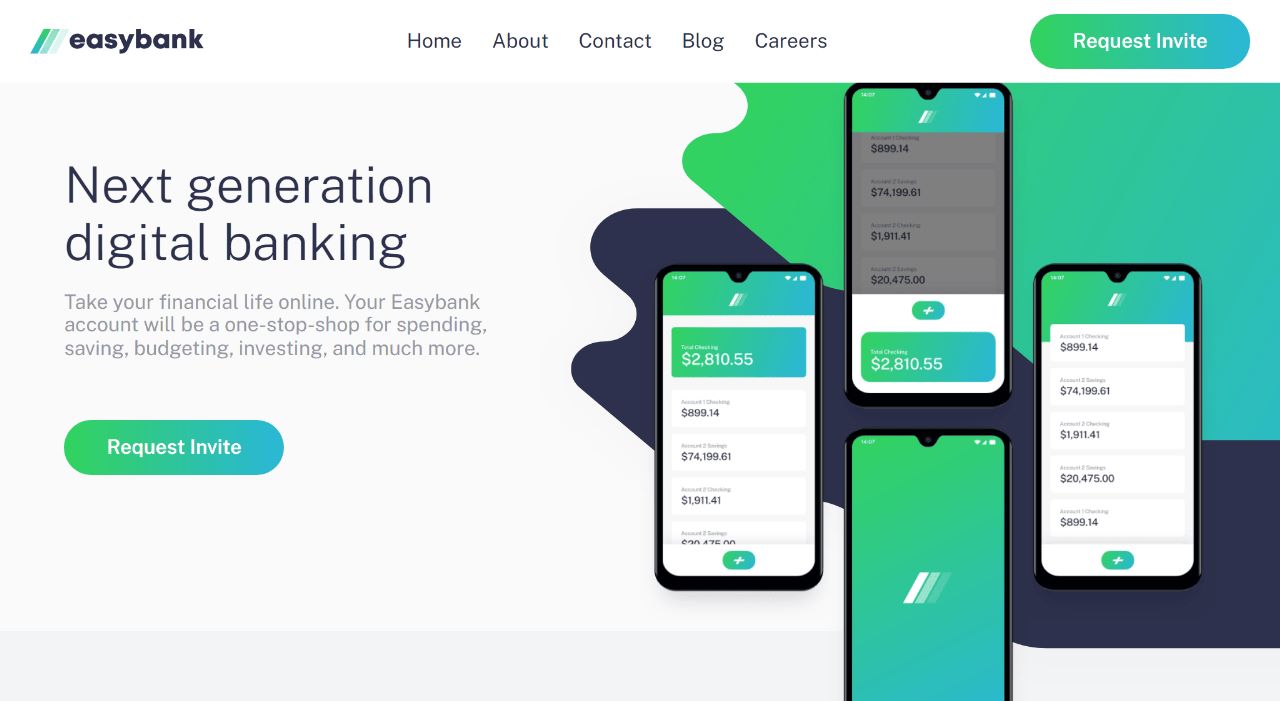 easybank
Home
About
Contact
Blog
Careers
Request Invite
Next generation
digital banking
Take your financial life online. Your Easybank
account will be a one-stop-shop for spending,
saving, budgeting, investing, and much more.
Request Invite
14:07
Account 1 Checking
$899.14
Account 2 Savings
$74,199.61
Account 2 Checking
$1,911.41
Account 2 Savings
$20,475.00
Total Checking
$2,810.55
14:07
Total Checking
$2,810.55
Account 1 Checking
$899.14
Account 2 Savings
$74,199.61
Account 2 Checking
$1,911.41
Account 2 Savings
$20,475.00
14:07
Account 1 Checking
$899.14
Account 2 Savings
$74,199.61
Account 2 Checking
$1,911.41
Account 2 Savings
$20,475.00
Account 1 Checking
$899.14
14:07